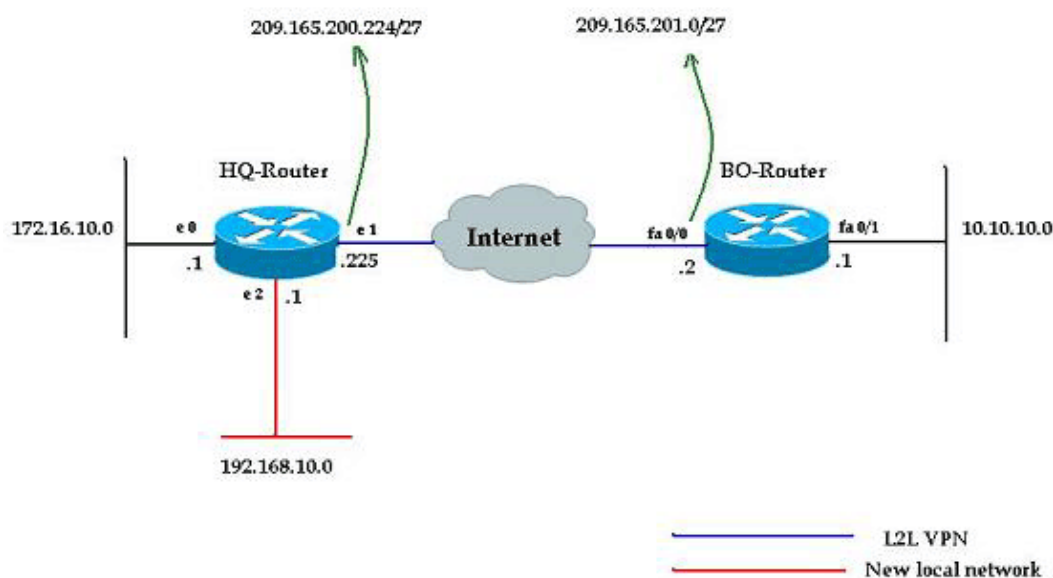 209.165.200.224/27
209.165.201.0/27
HQ-Router
BO-Router
172.16.10.0
e 0
.1
e 1
.225
Internet
fa 0/0
.2
fa 0/1
.1
10.10.10.0
e 2
.1
192.168.10.0
L2L VPN
New local network